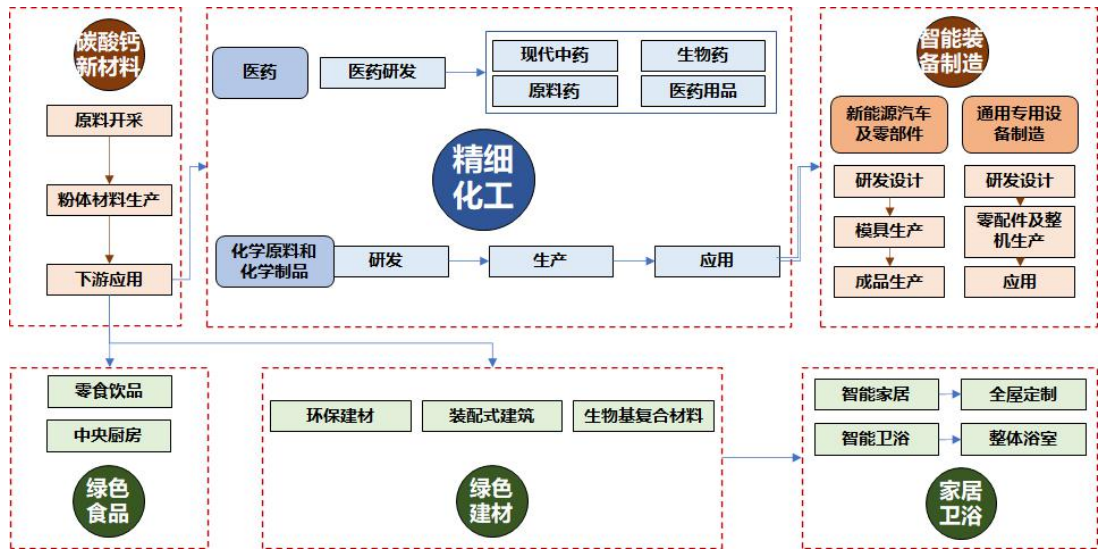 碳酸钙
新材料
原料开采
粉体材料生产
下游应用
医药
医药研发
现代中药
生物药
原料药
医药用品
精细
化工
化学原料和
化学制品
研发
生产
应用
智能装
备制造
新能源汽车
及零部件
通用专用设
备制造
研发设计
模具生产
成品生产
研发设计
零配件及整
机生产
应用
零食饮品
中央厨房
绿色
食品
环保建材
装配式建筑
生物基复合材料
绿色
建材
智能家居
全屋定制
智能卫浴
整体浴室
家居
卫浴